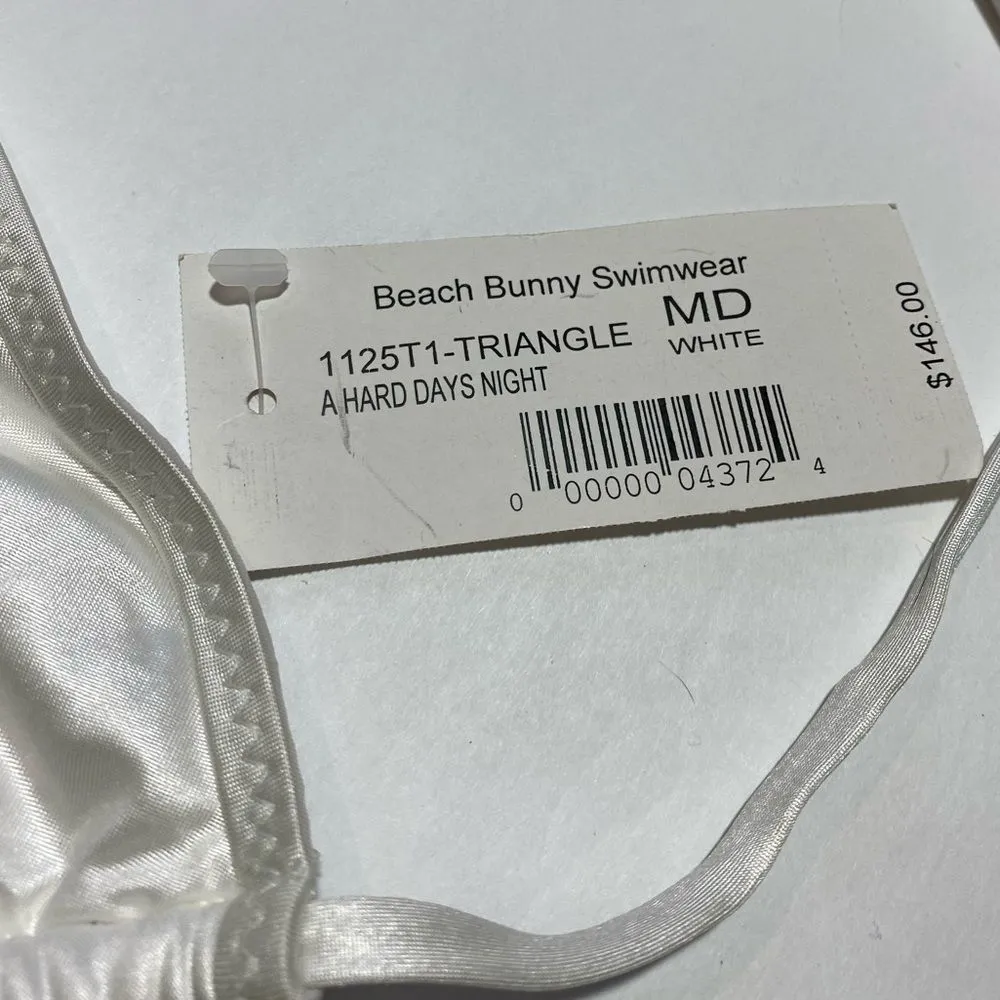 Beach Bunny Swimwear
1125T1-TRIANGLE MD
A HARD DAYS NIGHT WHITE
0 00000 04372 4
$146.00